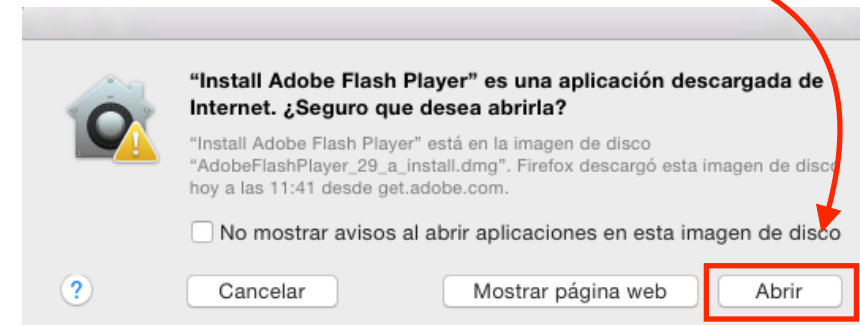 “Install Adobe Flash Player” es una aplicación descargada de
Internet. ¿Seguro que desea abrirla?
“Install Adobe Flash Player” está en la imagen de disco
“AdobeFlashPlayer_29_a_install.dmg”. Firefox descargó esta imagen de disco
hoy a las 11:41 desde get.adobe.com.
No mostrar avisos al abrir aplicaciones en esta imagen de disco
? Cancelar Mostrar página web Abrir